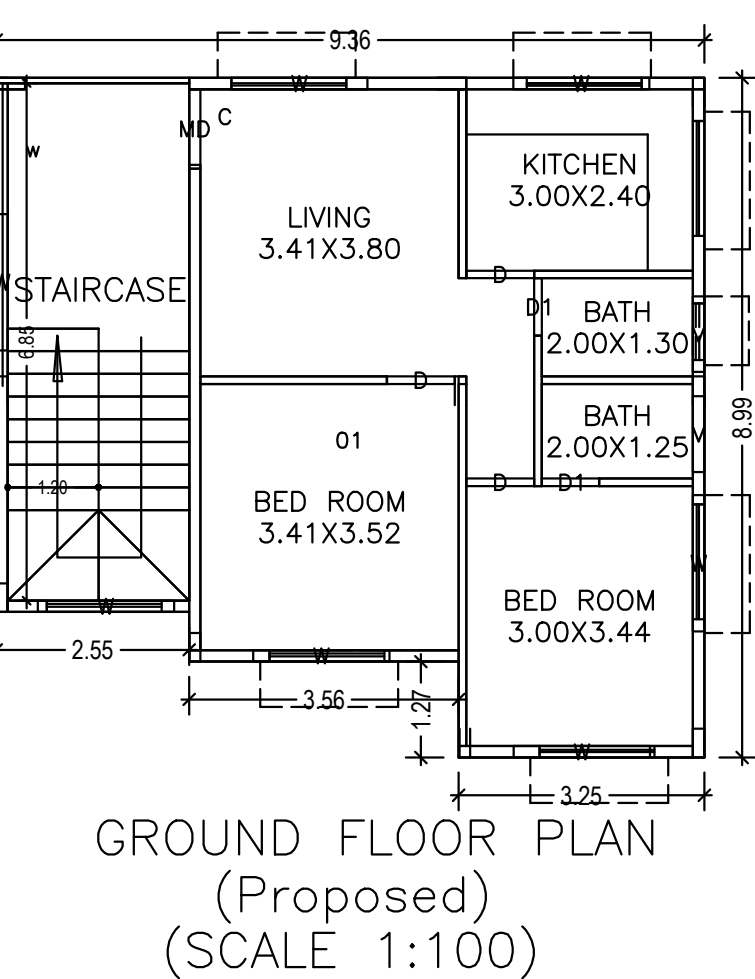 9.36
W
W
C
MD
w
KITCHEN
3.00X2.40
LIVING
3.41X3.80
D
W
STAIRCASE
D1
BATH
2.00X1.30
V
6.85
D
BATH
2.00X1.25
V
8.99
01
1.20
D
D1
BED ROOM
3.41X3.52
W
BED ROOM
3.00X3.44
W
2.55
W
3.56
1.27
W
3.25
GROUND FLOOR PLAN
(Proposed)
(SCALE 1:100)